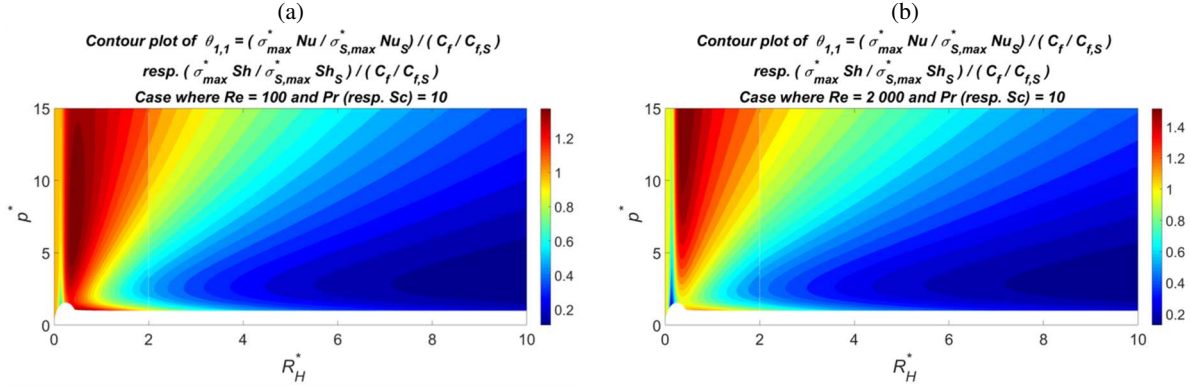 (a)
Contour plot of θ1,1 = ( σ*max Nu / σ*S,max NuS) / ( Cf / Cf,S )
resp. ( σ*max Sh / σ*S,max ShS ) / ( Cf / Cf,S )
Case where Re = 100 and Pr (resp. Sc) = 10
15
10
5
0
p*
0 2 4 6 8 10
R*H
1.2
1
0.8
0.6
0.4
0.2
(b)
Contour plot of θ1,1 = ( σ*max Nu / σ*S,max NuS) / ( Cf / Cf,S )
resp. ( σ*max Sh / σ*S,max ShS ) / ( Cf / Cf,S )
Case where Re = 2 000 and Pr (resp. Sc) = 10
15
10
5
0
p*
0 2 4 6 8 10
R*H
1.4
1.2
1
0.8
0.6
0.4
0.2